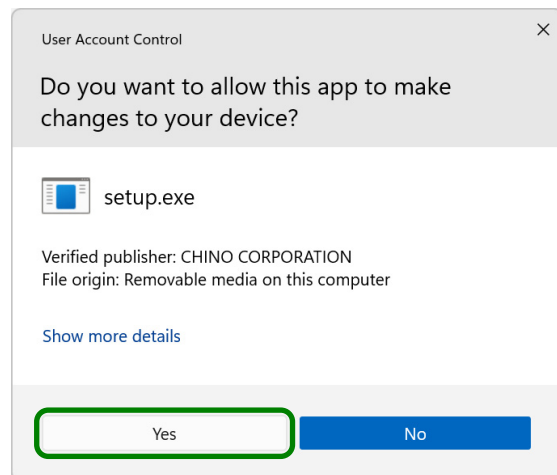 User Account Control
Do you want to allow this app to make
changes to your device?
setup.exe
Verified publisher: CHINO CORPORATION
File origin: Removable media on this computer
Show more details
Yes
No